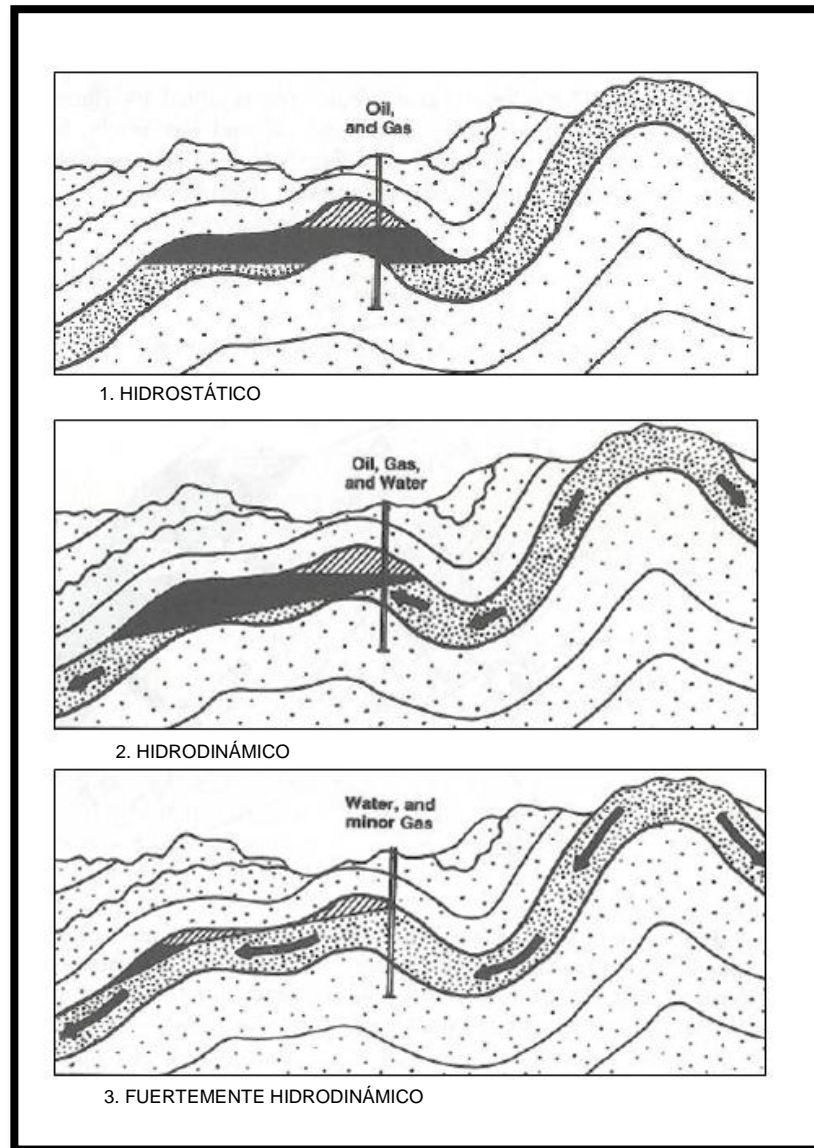 Oil,
and Gas
1. HIDROSTÁTICO
Oil, Gas,
and Water
2. HIDRODINÁMICO
Water, and
minor Gas
3. FUERTEMENTE HIDRODINÁMICO